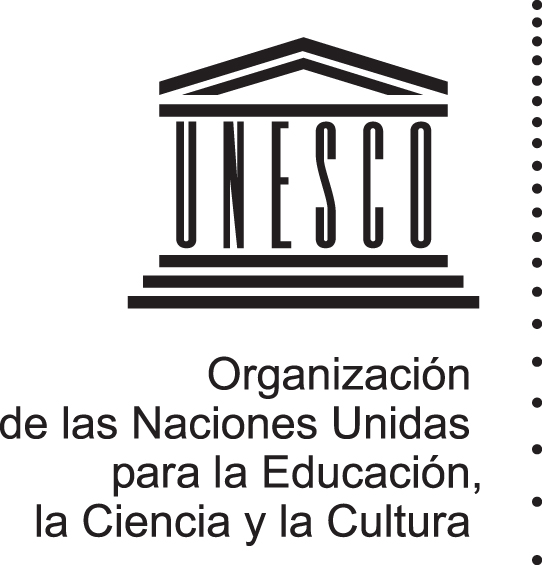 UNESCO
Organización
de las Naciones Unidas
para la Educación,
la Ciencia y la Cultura